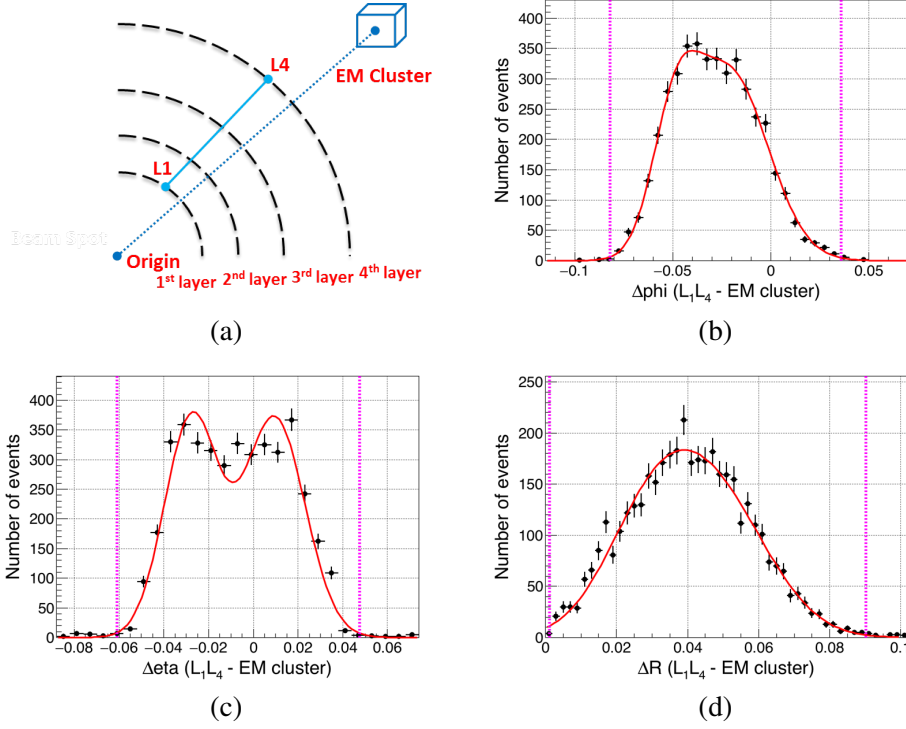 L4
EM Cluster
L1
Beam Spot
Origin
1st layer 2nd layer 3rd layer 4th layer
(a)
Number of events
400
350
300
250
200
150
100
50
0
−0.1 −0.05 0 0.05
Δphi (L₁L₄ - EM cluster)
(b)
Number of events
400
350
300
250
200
150
100
50
0
−0.08 −0.06 −0.04 −0.02 0 0.02 0.04 0.06
Δeta (L₁L₄ - EM cluster)
(c)
Number of events
250
200
150
100
50
0
0 0.02 0.04 0.06 0.08 0.1
ΔR (L₁L₄ - EM cluster)
(d)